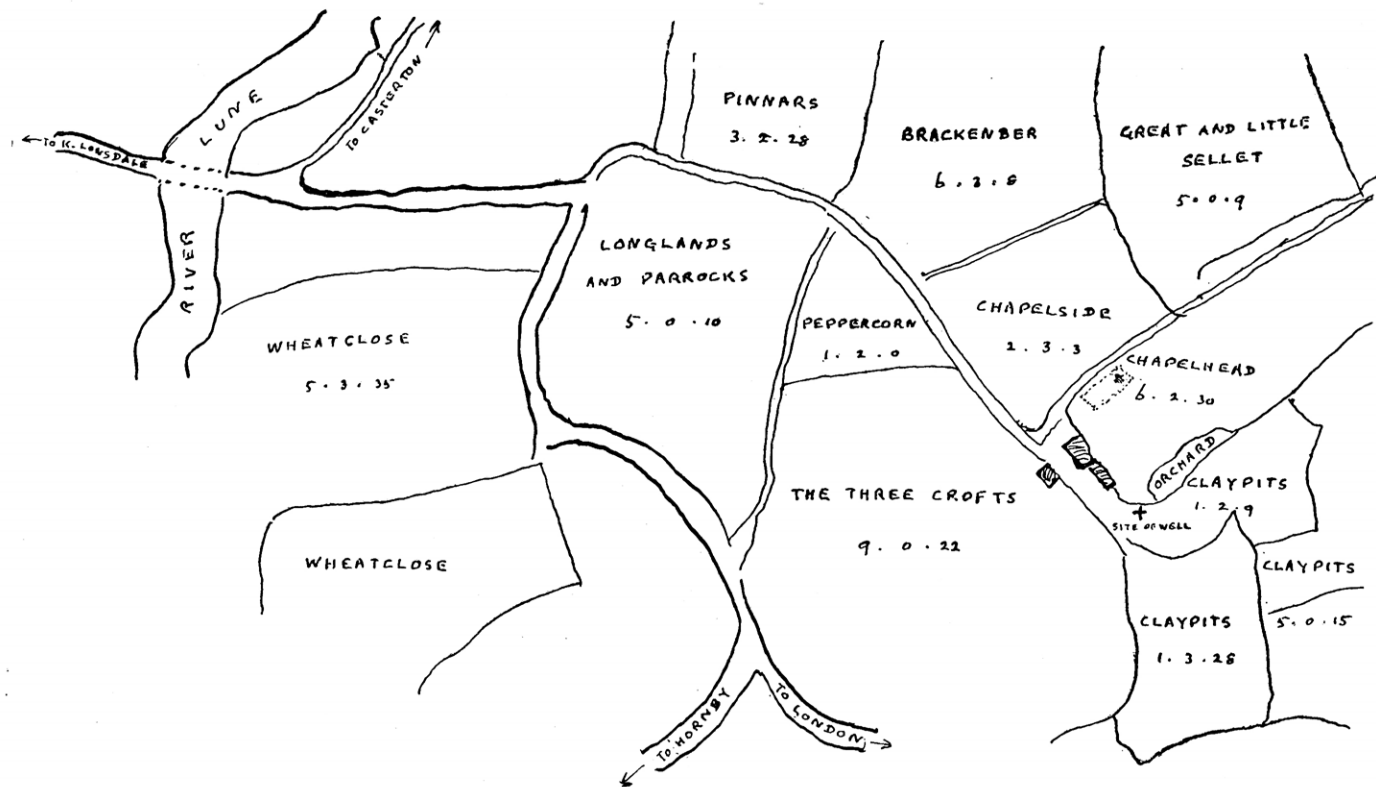 TO K. LONSDALE
LUNE
RIVER
TO CASTERTON
PINNARS
3. 2. 28
BRACKENBER
6. 3. 8
GREAT AND LITTLE
SELLET
5. 0. 9
LONGLANDS
AND PARROCKS
5. 0. 10
WHEATCLOSE
5. 3. 35
PEPPERCORN
1. 2. 0
CHAPELSIDE
2. 3. 3
CHAPELHEAD
6. 2. 30
ORCHARD
CLAYPITS
1. 2. 9
SITE OF WELL
THE THREE CROFTS
9. 0. 22
WHEATCLOSE
CLAYPITS
5. 0. 15
CLAYPITS
1. 3. 28
TO HORNBY
TO LONDON